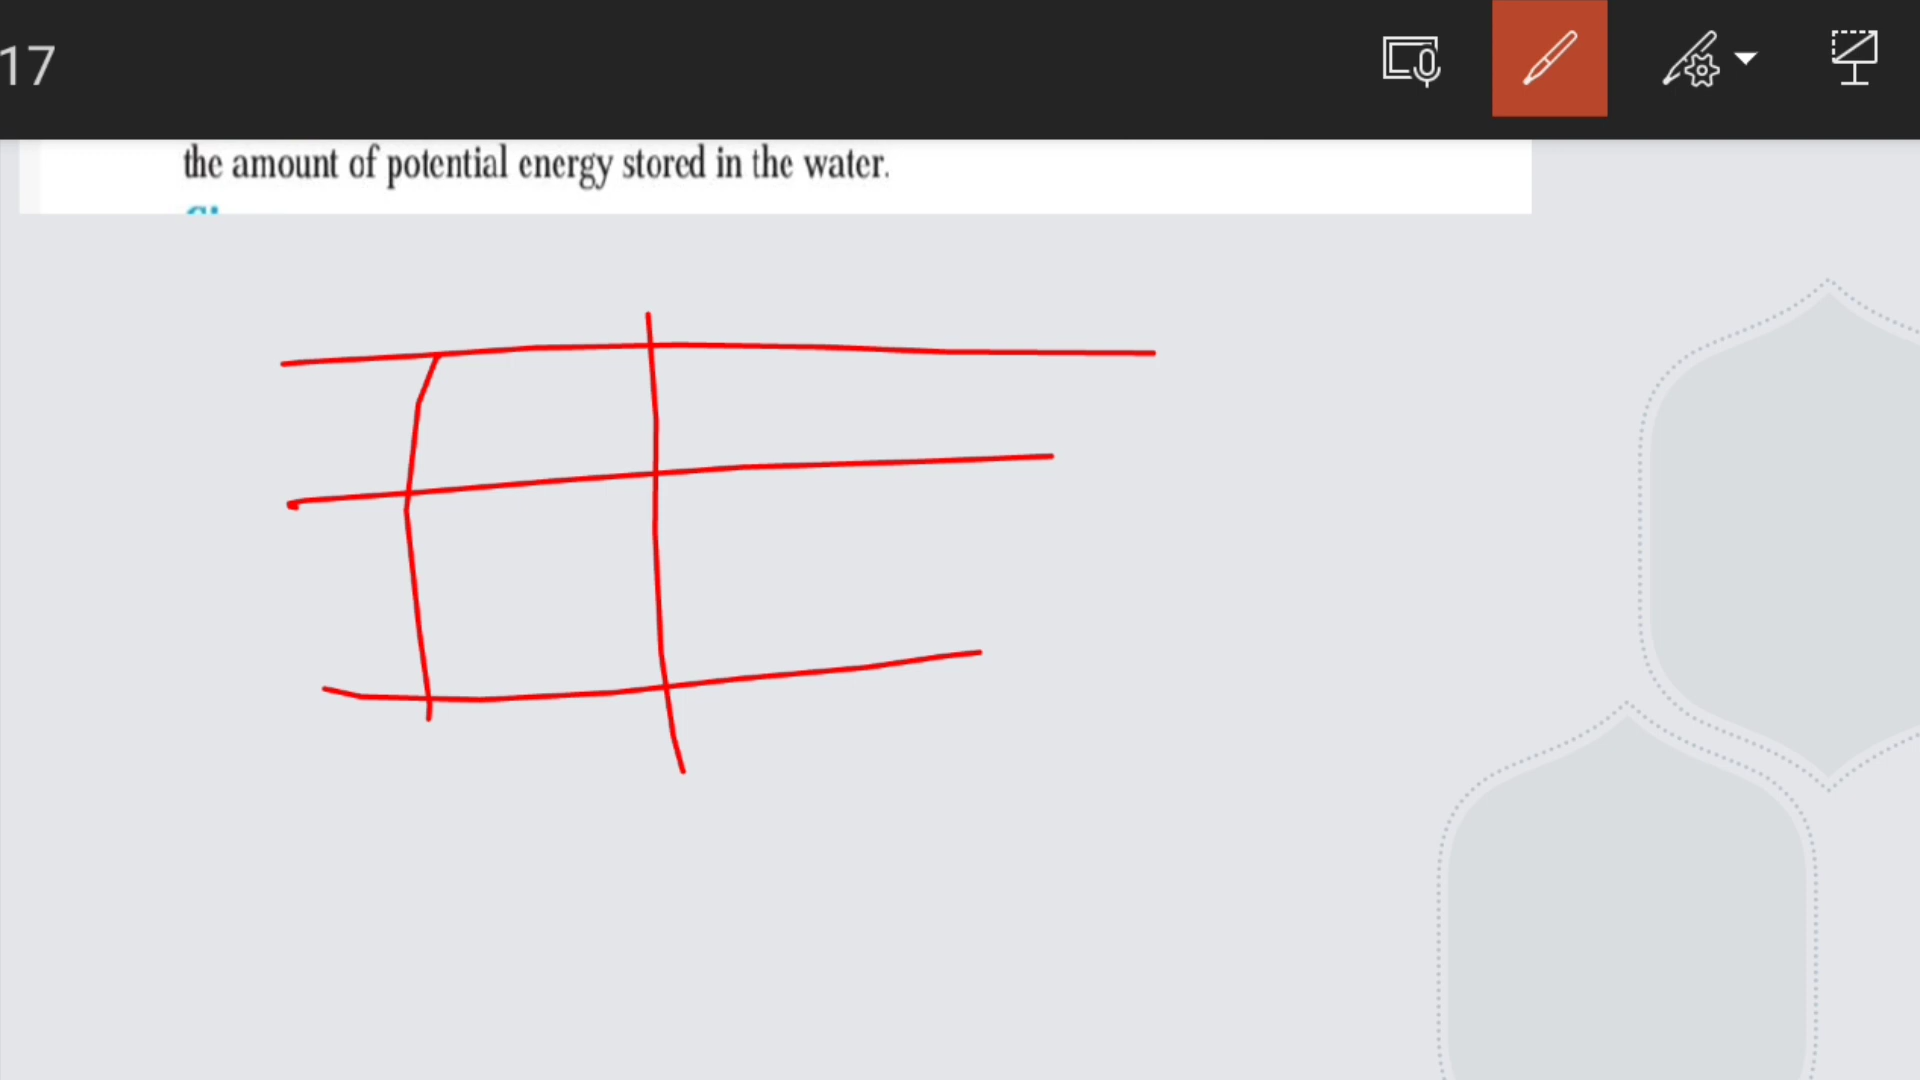 17
the amount of potential energy stored in the water.